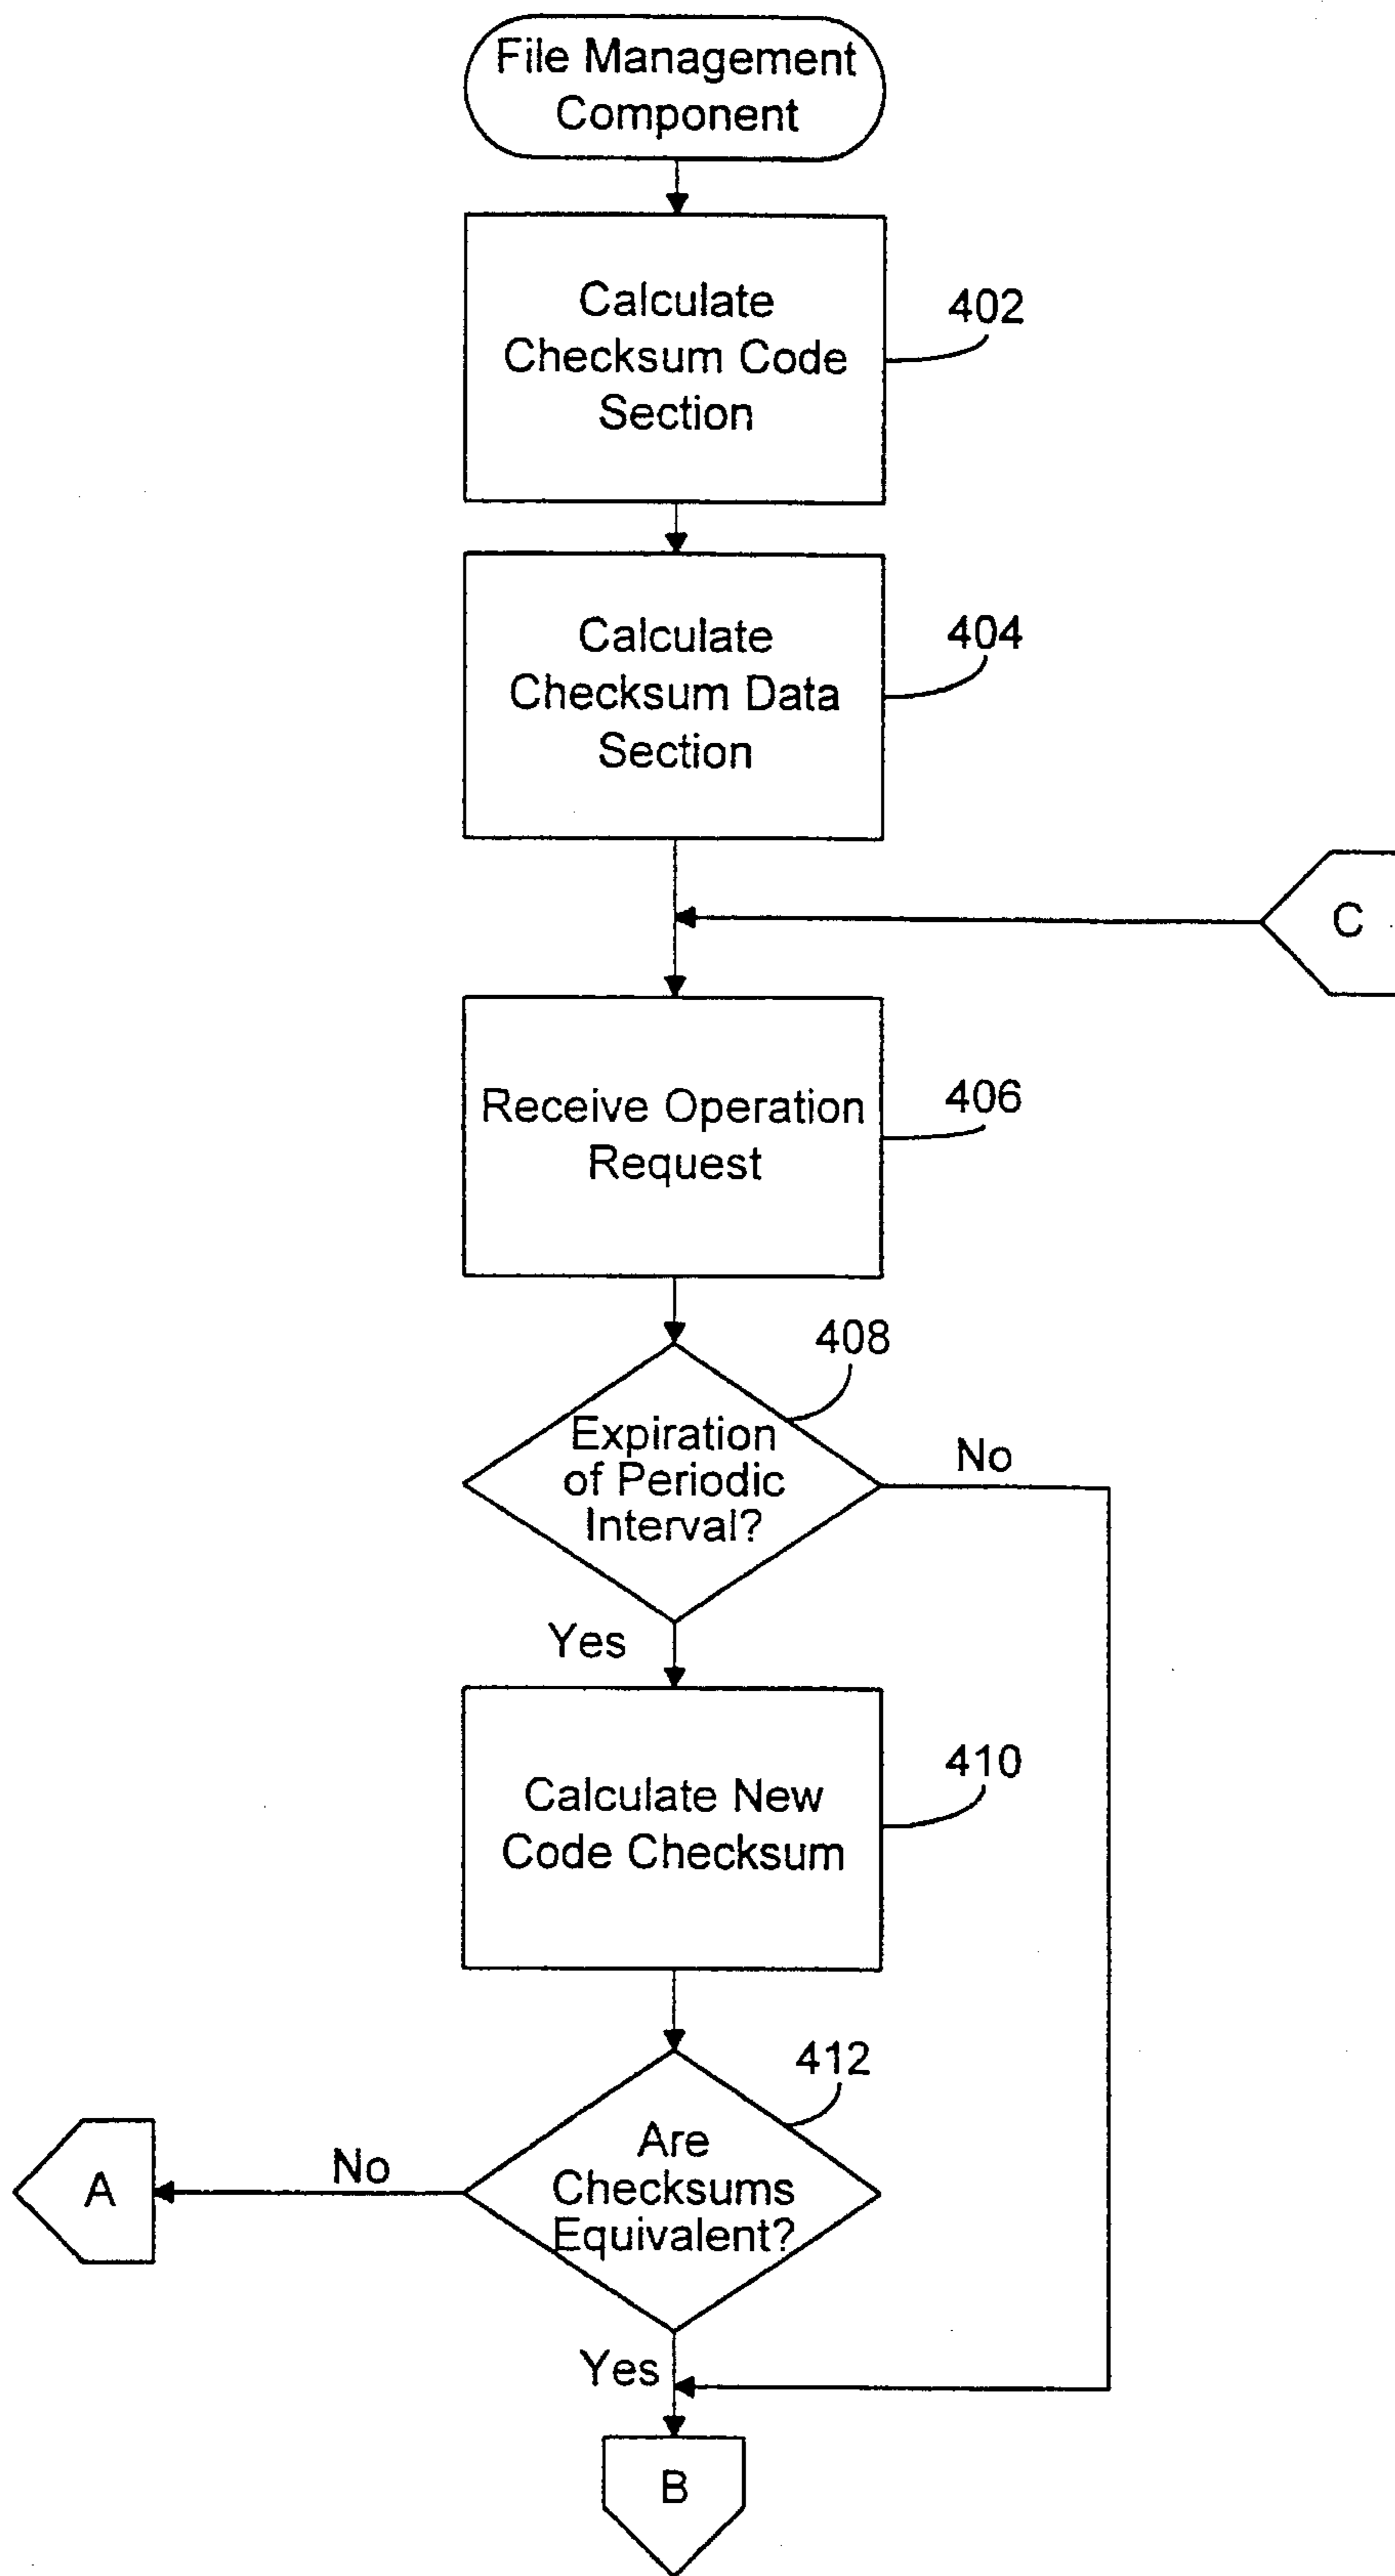 File Management
Component
Calculate
Checksum Code
Section
402
Calculate
Checksum Data
Section
404
C
Receive Operation
Request
406
408
Expiration
of Periodic
Interval?
No
Yes
Calculate New
Code Checksum
410
412
Are
Checksums
Equivalent?
No
A
Yes
B